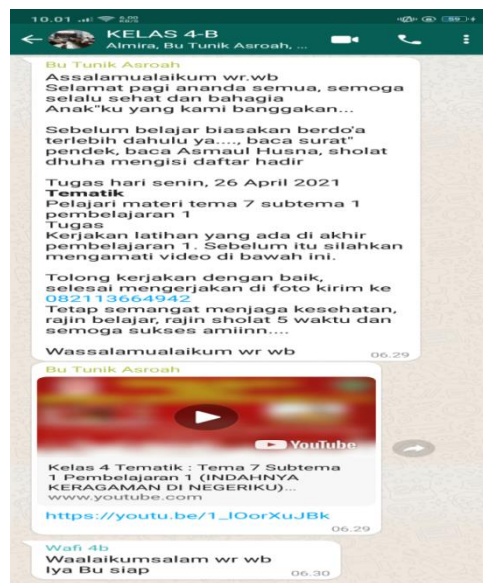 10.01
59
KELAS 4-B
Almira, Bu Tunik Asroah, ...
Bu Tunik Asroah
Assalamualaikum wr.wb
Selamat pagi ananda semua, semoga
selalu sehat dan bahagia
Anak"ku yang kami banggakan...
Sebelum belajar biasakan berdo'a
terlebih dahulu ya...., baca surat"
pendek, baca Asmaul Husna, sholat
dhuha mengisi daftar hadir
Tugas hari senin, 26 April 2021
Tematik
Pelajari materi tema 7 subtema 1
pembelajaran 1
Tugas
Kerjakan latihan yang ada di akhir
pembelajaran 1. Sebelum itu silahkan
mengamati video di bawah ini.
Tolong kerjakan dengan baik,
selesai mengerjakan di foto kirim ke
082113664942
Tetap semangat menjaga kesehatan,
rajin belajar, rajin sholat 5 waktu dan
semoga sukses amiinn....
Wassalamualaikum wr wb
06.29
Bu Tunik Asroah
YouTube
Kelas 4 Tematik : Tema 7 Subtema
1 Pembelajaran 1 (INDAHNYA
KERAGAMAN DI NEGERIKU)...
www.youtube.com
https://youtu.be/1_lOorXuJBk
06.29
Wafi 4b
Waalaikumsalam wr wb
Iya Bu siap
06.30